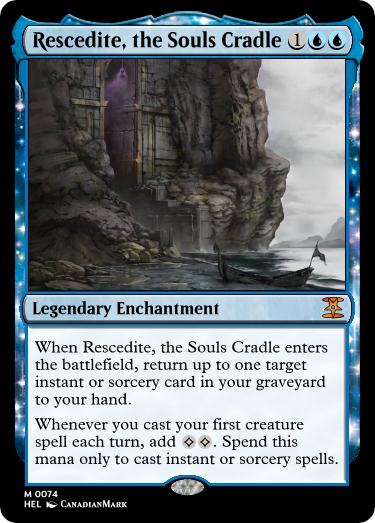 Rescedite, the Souls Cradle 1
Legendary Enchantment
When Rescedite, the Souls Cradle enters
the battlefield, return up to one target
instant or sorcery card in your graveyard
to your hand.
Whenever you cast your first creature
spell each turn, add . Spend this
mana only to cast instant or sorcery spells.
M 0074
HEL CanadianMark